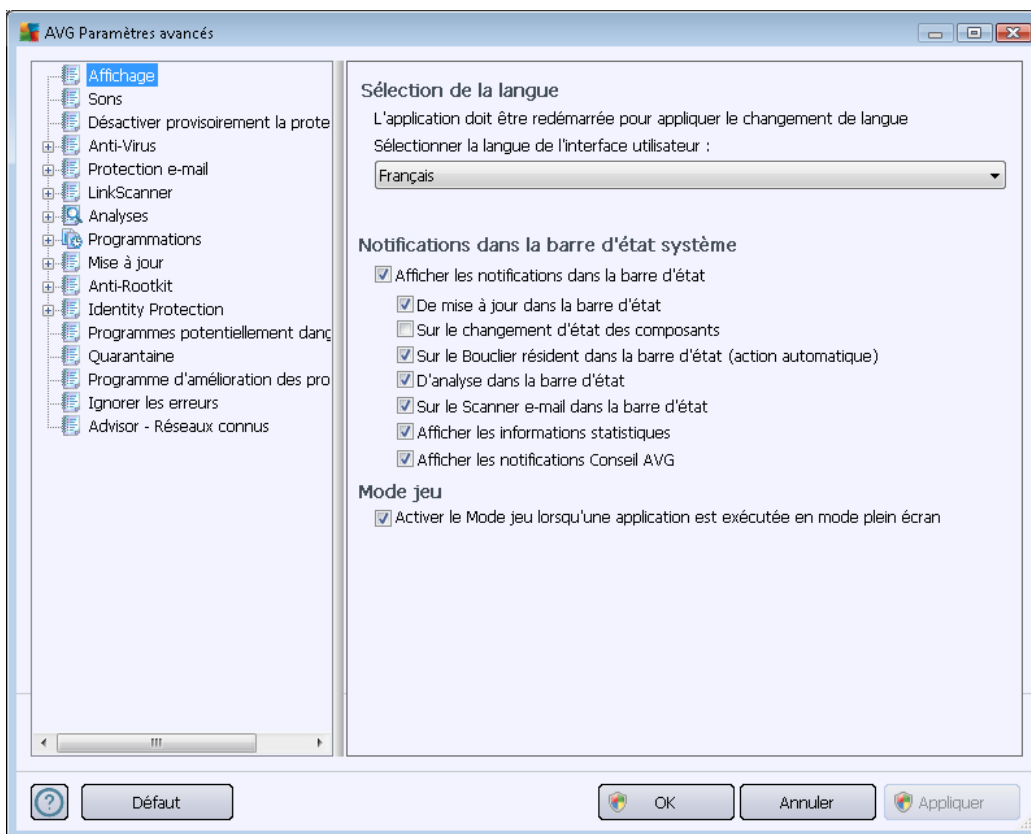 AVG Paramètres avancés
Affichage
Sons
Désactiver provisoirement la prote
Anti-Virus
Protection e-mail
LinkScanner
Analyses
Programmations
Mise à jour
Anti-Rootkit
Identity Protection
Programmes potentiellement dang
Quarantaine
Programme d'amélioration des pro
Ignorer les erreurs
Advisor - Réseaux connus
Sélection de la langue
L'application doit être redémarrée pour appliquer le changement de langue
Sélectionner la langue de l'interface utilisateur :
Français
Notifications dans la barre d'état système
Afficher les notifications dans la barre d'état
De mise à jour dans la barre d'état
Sur le changement d'état des composants
Sur le Bouclier résident dans la barre d'état (action automatique)
D'analyse dans la barre d'état
Sur le Scanner e-mail dans la barre d'état
Afficher les informations statistiques
Afficher les notifications Conseil AVG
Mode jeu
Activer le Mode jeu lorsqu'une application est exécutée en mode plein écran
Défaut
OK
Annuler
Appliquer